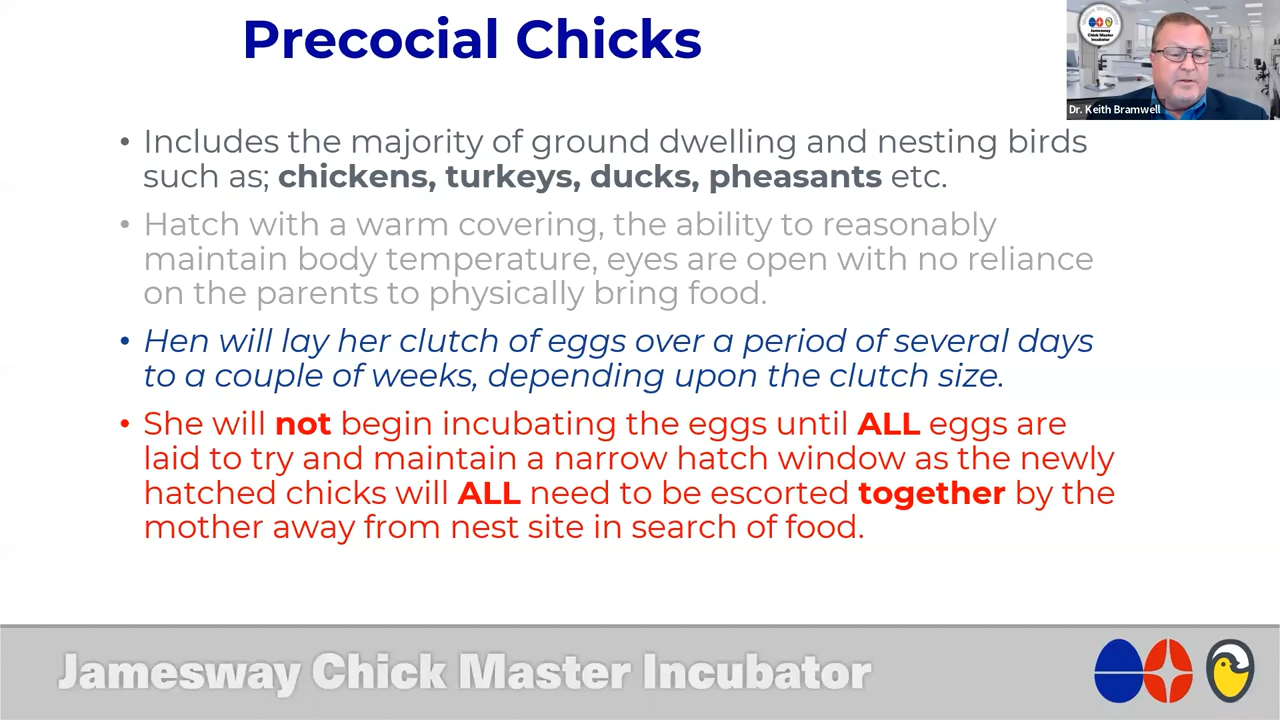 Precocial Chicks
Dr. Keith Bramwell
• Includes the majority of ground dwelling and nesting birds
such as; chickens, turkeys, ducks, pheasants etc.
• Hatch with a warm covering, the ability to reasonably
maintain body temperature, eyes are open with no reliance
on the parents to physically bring food.
• Hen will lay her clutch of eggs over a period of several days
to a couple of weeks, depending upon the clutch size.
• She will not begin incubating the eggs until ALL eggs are
laid to try and maintain a narrow hatch window as the newly
hatched chicks will ALL need to be escorted together by the
mother away from nest site in search of food.
Jamesway Chick Master Incubator